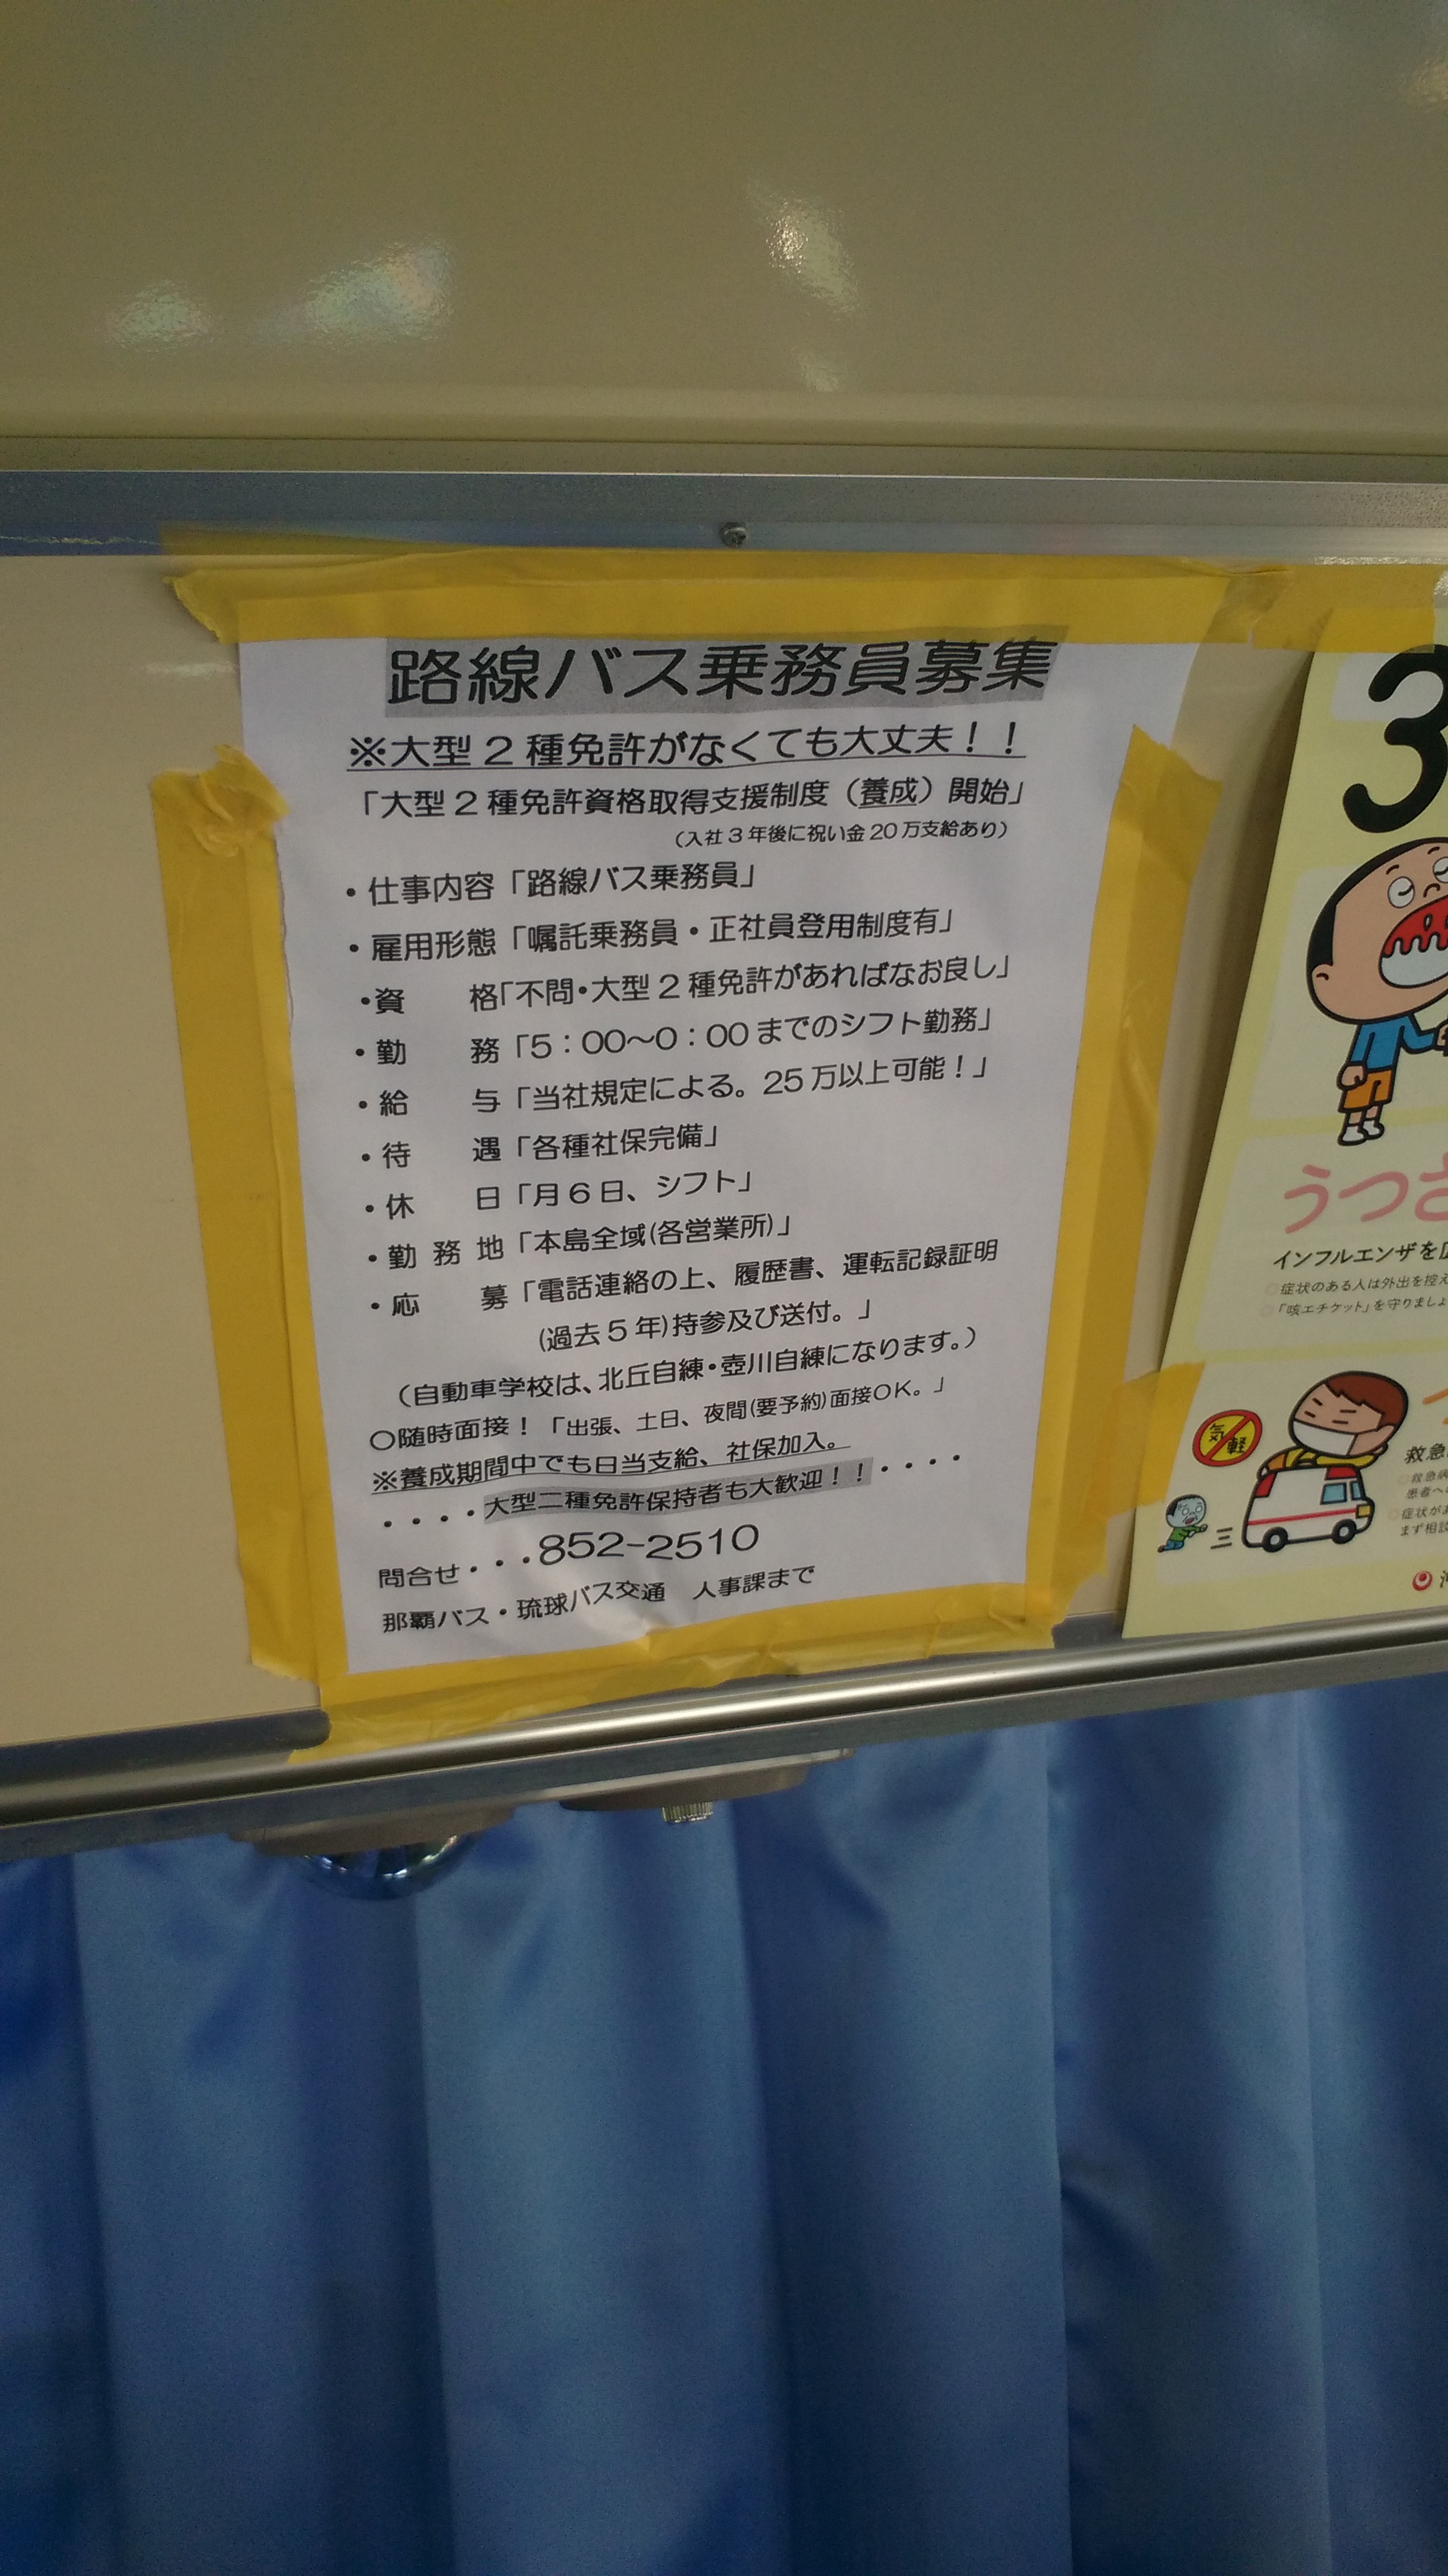 路線バス乗務員募集
※大型2種免許がなくても大丈夫！！
「大型2種免許資格取得支援制度（養成）開始」
（入社3年後に祝い金20万支給あり）
・仕事内容「路線バス乗務員」
・雇用形態「嘱託乗務員・正社員登用制度有」
・資　　格「不問・大型2種免許があればなお良し」
・勤　　務「5：00～0：00までのシフト勤務」
・給　　与「当社規定による。25万以上可能！」
・待　　遇「各種社保完備」
・休　　日「月6日、シフト」
・勤 務 地「本島全域(各営業所)」
・応　　募「電話連絡の上、履歴書、運転記録証明
(過去5年)持参及び送付。」
（自動車学校は、北丘自練・壺川自練になります。）
〇随時面接！「出張、土日、夜間(要予約)面接OK。」
※養成期間中でも日当支給、社保加入。
・・・・大型二種免許保持者も大歓迎！！・・・・
問合せ・・・852-2510
那覇バス・琉球バス交通　人事課まで
3
うつさ
インフルエンザを
症状のある人は外出を控え
「咳エチケット」を守りましょ
気軽
救急
救急病
患者へ
症状が
まず相談